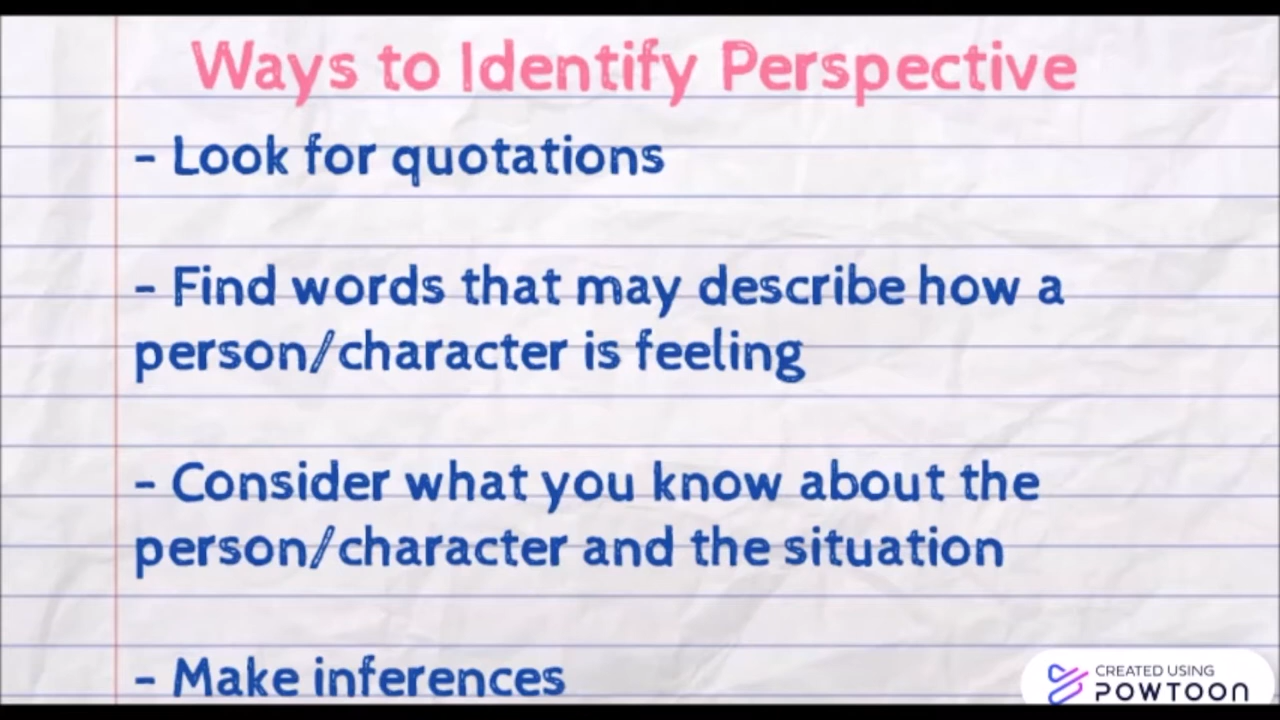 Ways to Identify Perspective
- Look for quotations
- Find words that may describe how a
person/character is feeling
- Consider what you know about the
person/character and the situation
- Make inferences
CREATED USING
POWTOON